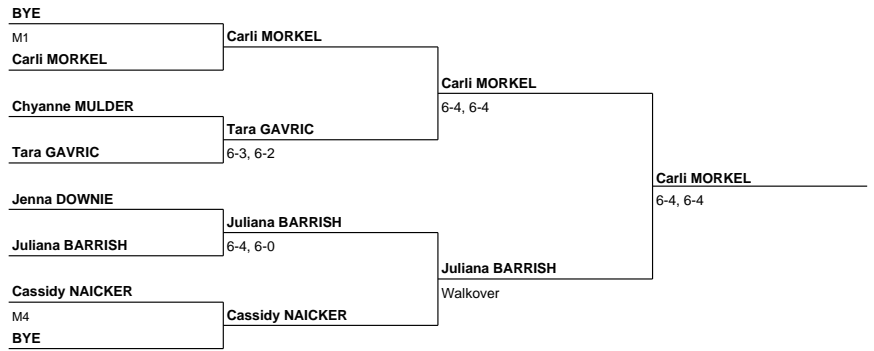 BYE
M1
Carli MORKEL
Carli MORKEL
Chyanne MULDER
Tara GAVRIC
Tara GAVRIC
6-3, 6-2
Carli MORKEL
6-4, 6-4
Jenna DOWNIE
Juliana BARRISH
Juliana BARRISH
6-4, 6-0
Cassidy NAICKER
M4
BYE
Cassidy NAICKER
Juliana BARRISH
Walkover
Carli MORKEL
6-4, 6-4